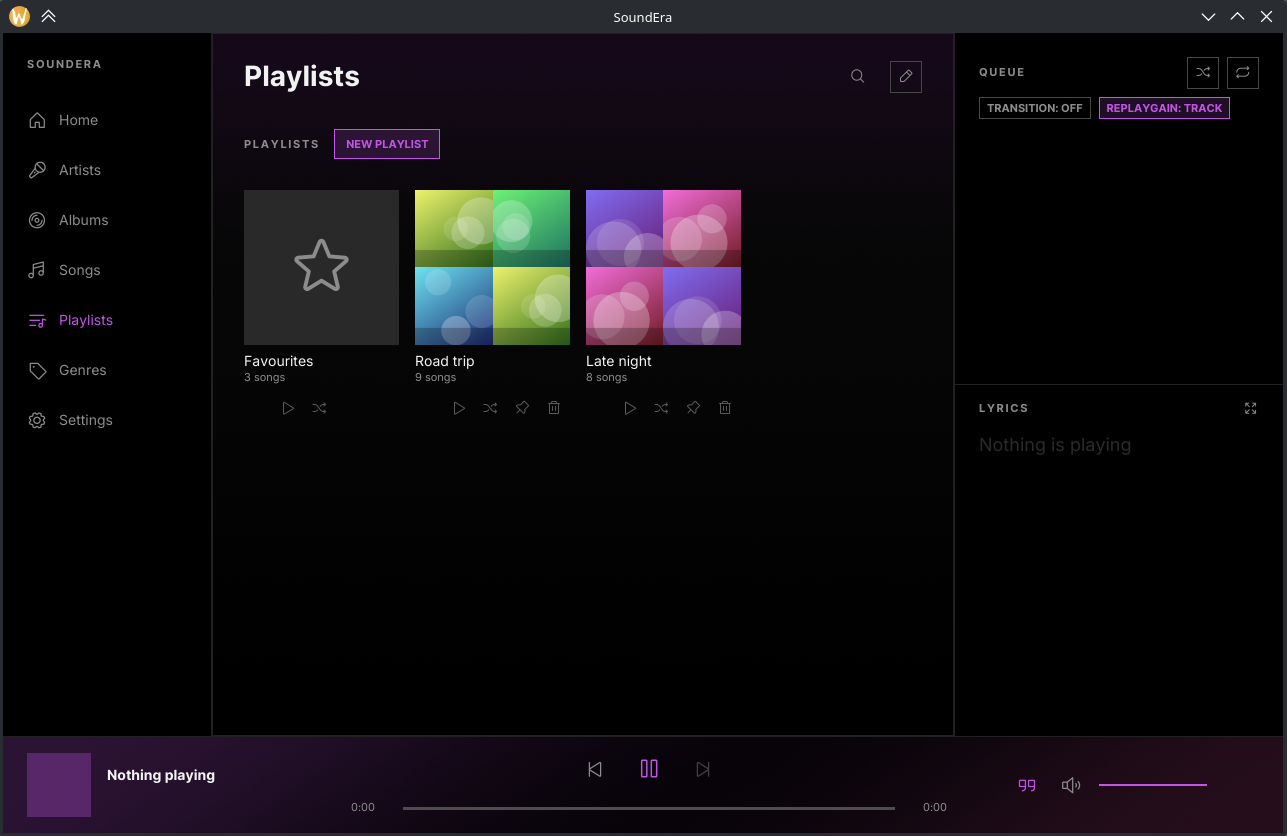 SoundEra
SOUNDERA
Home
Artists
Albums
Songs
Playlists
Genres
Settings
Playlists
PLAYLISTS
NEW PLAYLIST
Favourites
3 songs
Road trip
9 songs
Late night
8 songs
QUEUE
TRANSITION: OFF
REPLAYGAIN: TRACK
LYRICS
Nothing is playing
Nothing playing
0:00
0:00